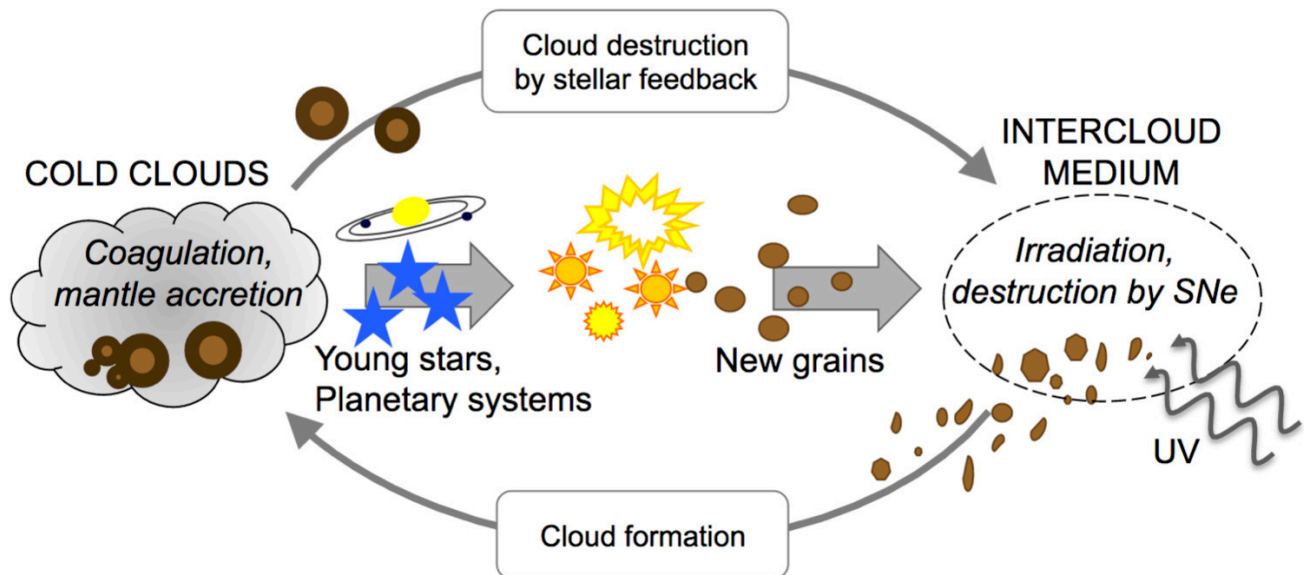 Cloud destruction
by stellar feedback
COLD CLOUDS
Coagulation,
mantle accretion
Young stars,
Planetary systems
New grains
INTERCLOUD
MEDIUM
Irradiation,
destruction by SNe
UV
Cloud formation